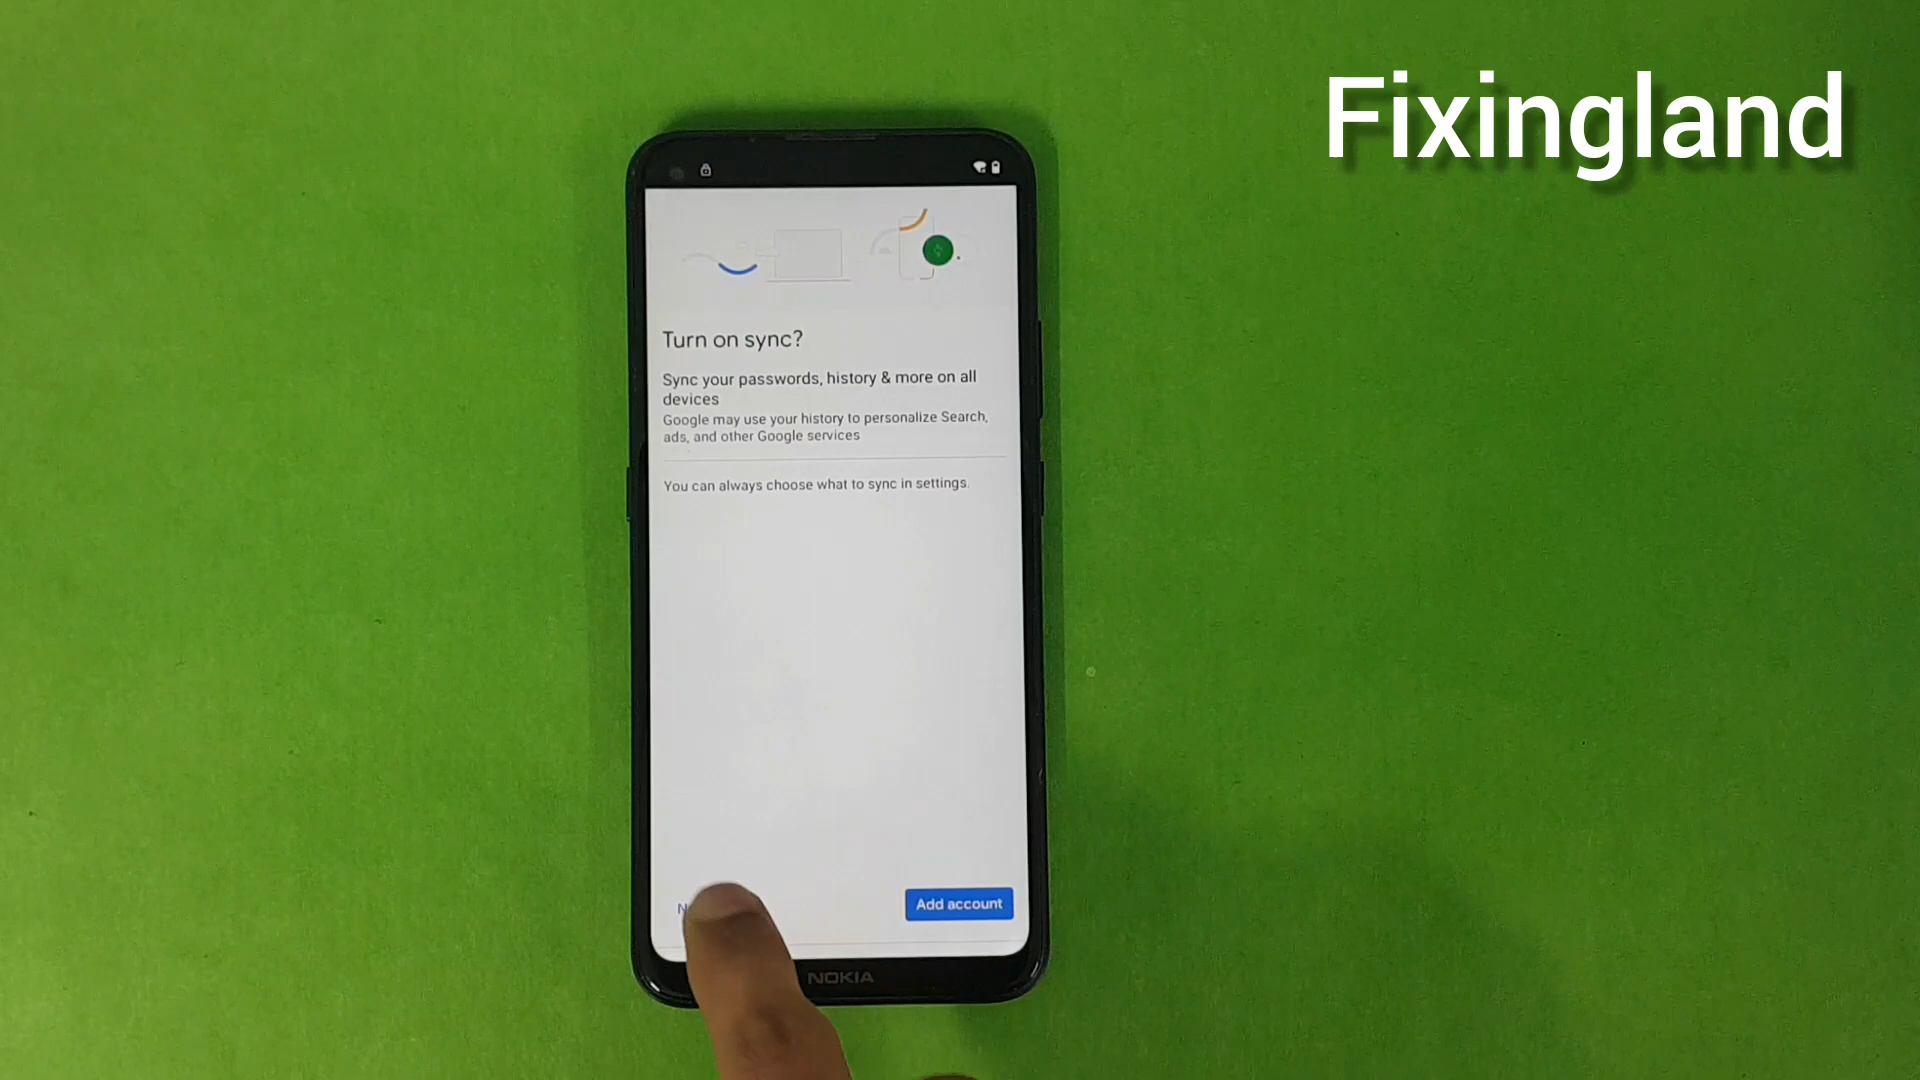 Fixingland
Turn on sync?
Sync your passwords, history & more on all
devices
Google may use your history to personalize Search,
ads, and other Google services
You can always choose what to sync in settings.
Add account
NOKIA